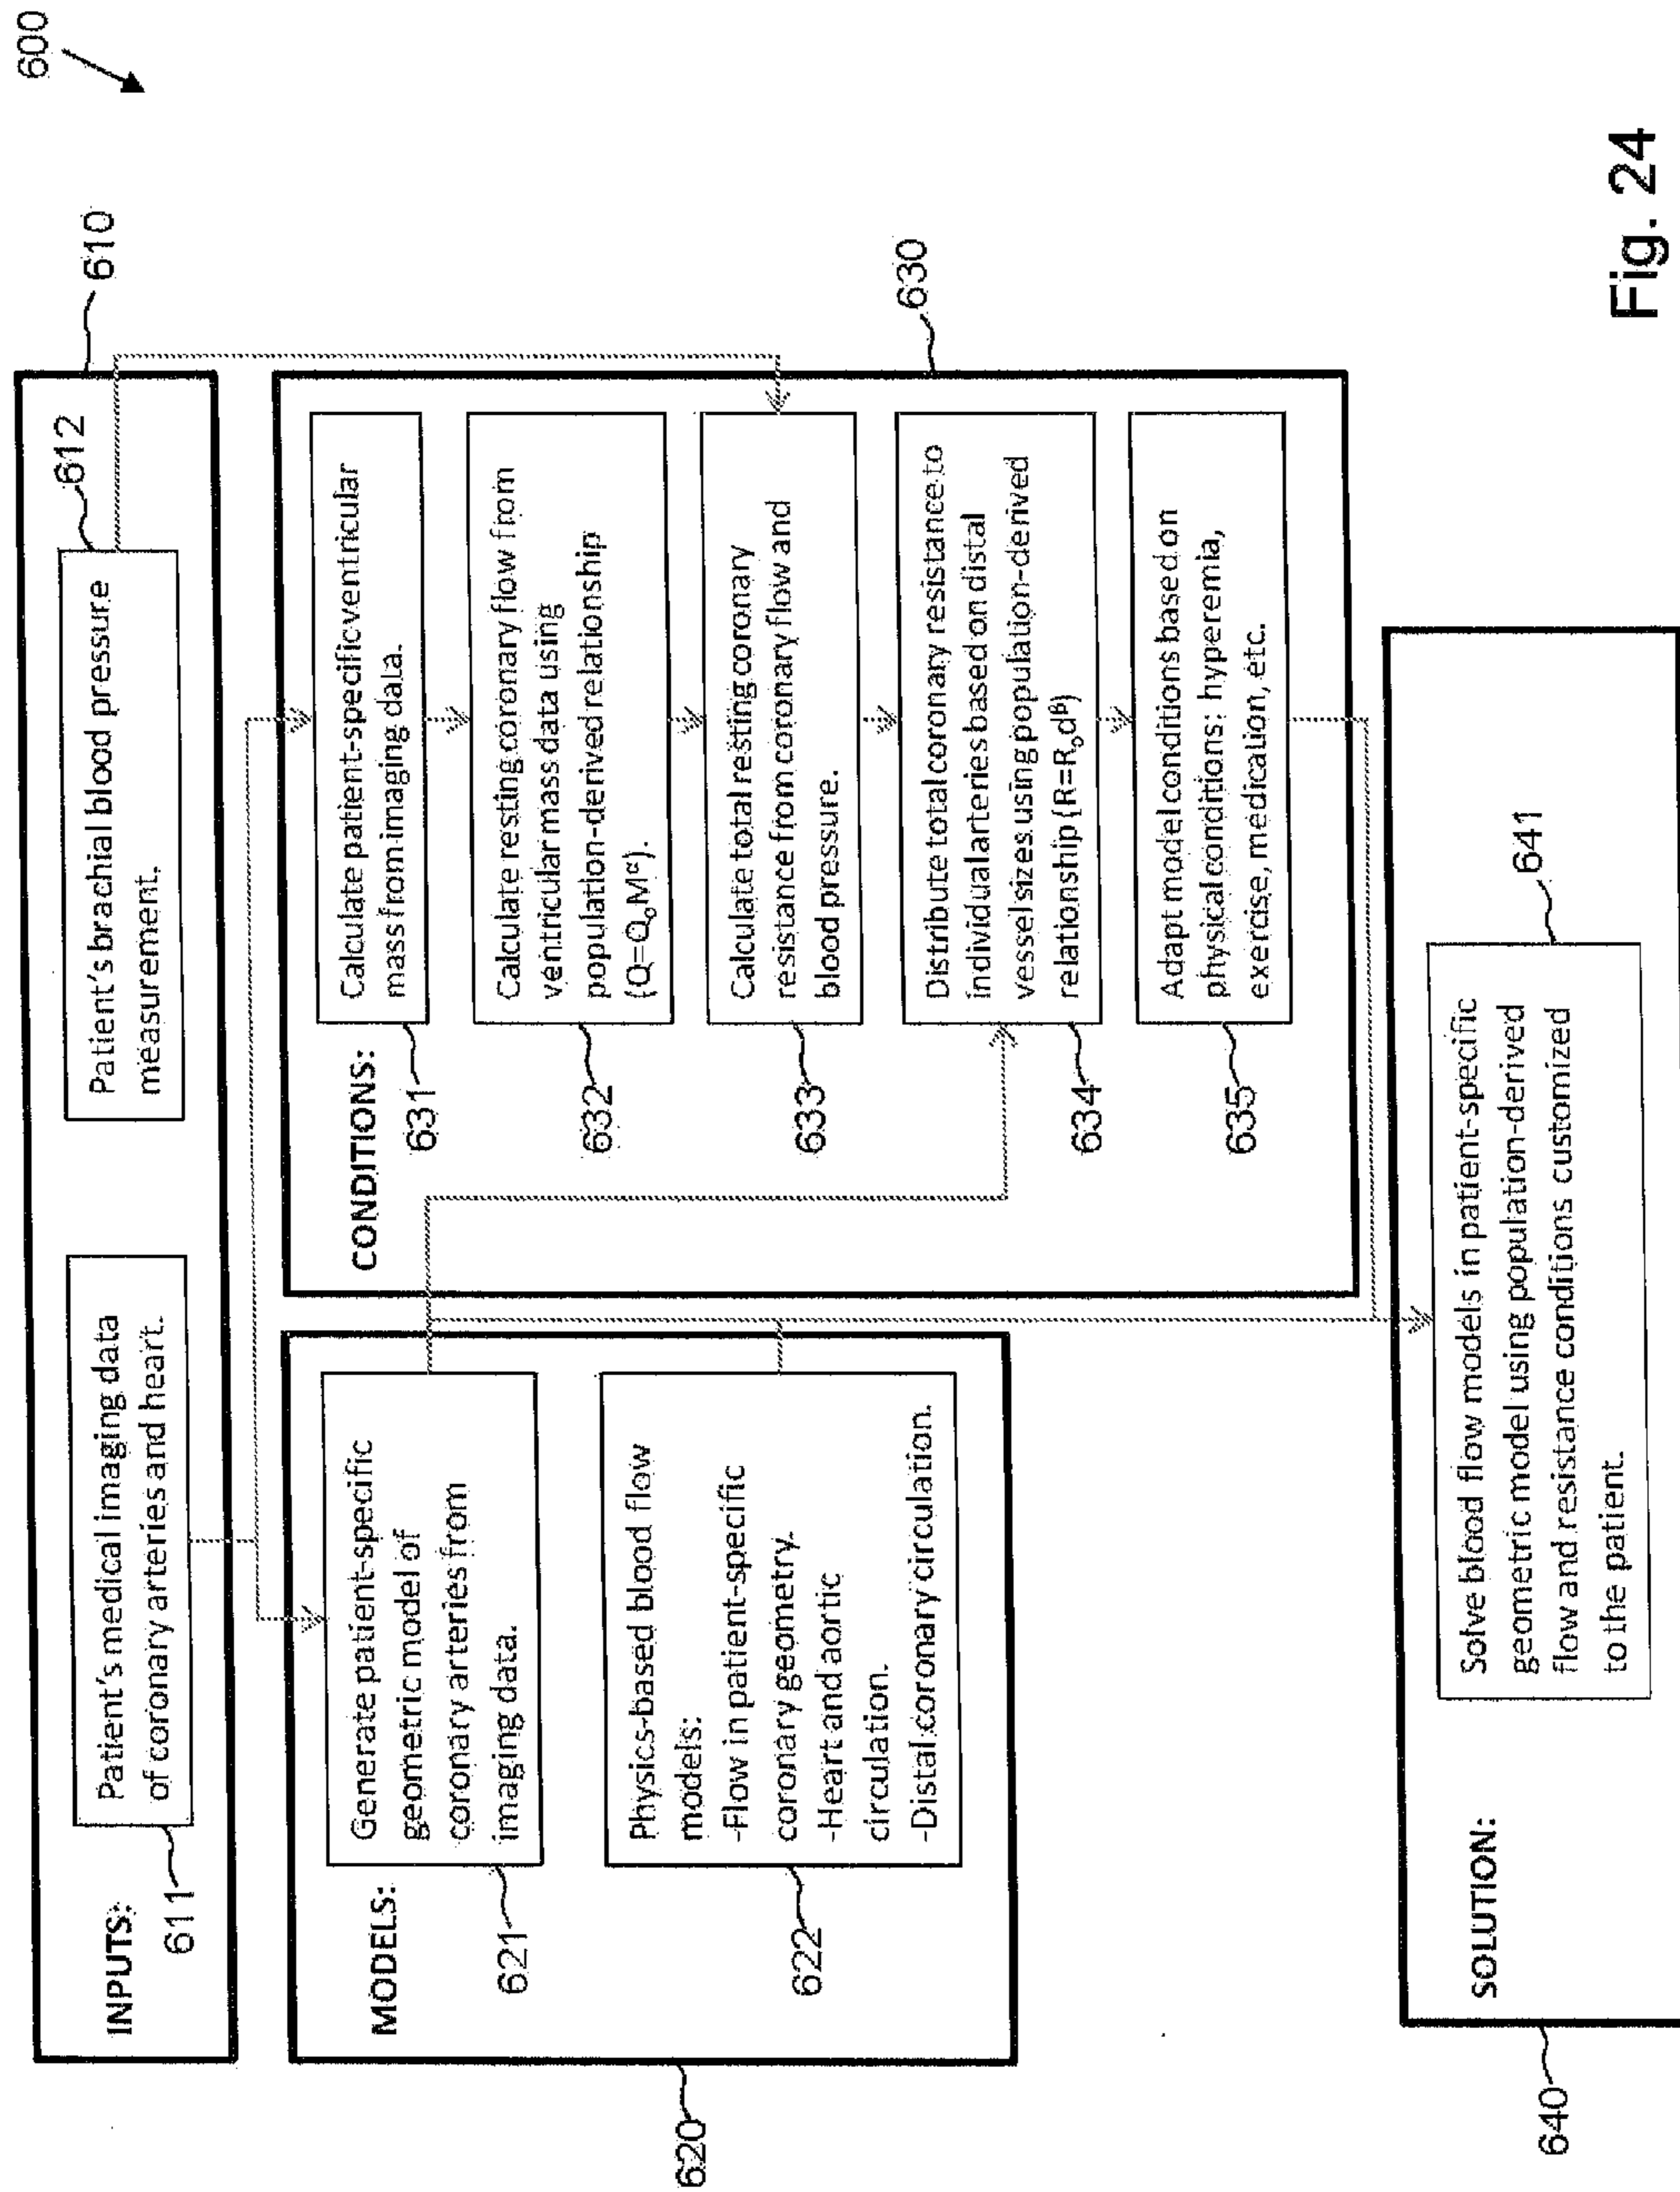 600
INPUTS:
610
611
Patient's medical imaging data
of coronary arteries and heart.
612
Patient's brachial blood pressure
measurement.
MODELS:
620
621
Generate patient-specific
geometric model of
coronary arteries from
imaging data.
622
Physics-based blood flow
models:
-Flow in patient-specific
coronary geometry.
-Heart and aortic
circulation.
-Distal coronary circulation.
CONDITIONS:
630
631
Calculate patient-specific ventricular
mass from imaging data.
632
Calculate resting coronary flow from
ventricular mass data using
population-derived relationship
(Q=Q₀Mᵅ).
633
Calculate total resting coronary
resistance from coronary flow and
blood pressure.
634
Distribute total coronary resistance to
individual arteries based on distal
vessel sizes using population-derived
relationship (R=R₀dᵝ)
635
Adapt model conditions based on
physical conditions: hyperemia,
exercise, medication, etc.
SOLUTION:
640
641
Solve blood flow models in patient-specific
geometric model using population-derived
flow and resistance conditions customized
to the patient.
Fig. 24